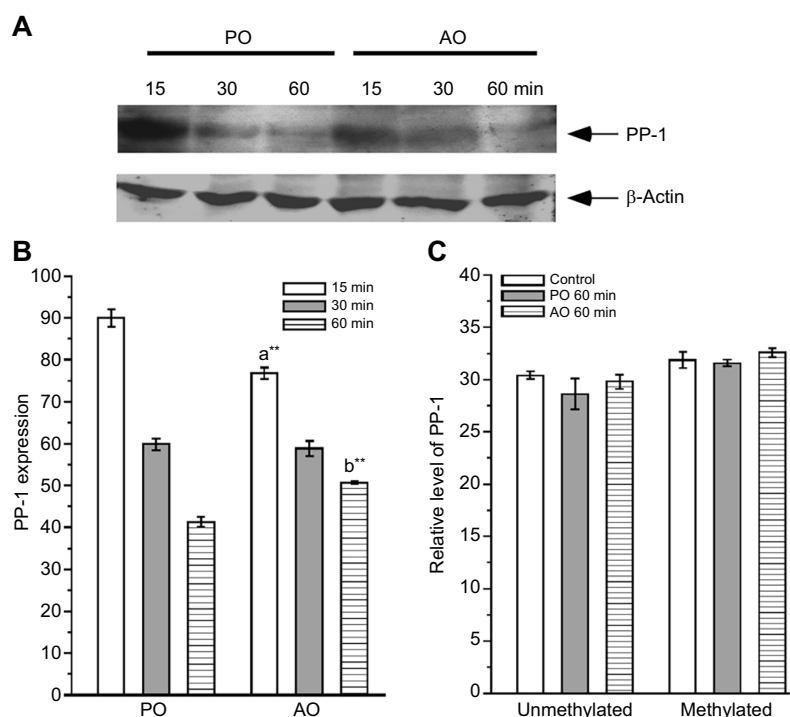 A
PO AO
15 30 60 15 30 60 min
PP-1
β-Actin
B
PP-1 expression
100
90
80
70
60
50
40
30
20
10
0
15 min
30 min
60 min
a**
b**
PO AO
C
Relative level of PP-1
40
35
30
25
20
15
10
5
0
Control
PO 60 min
AO 60 min
Unmethylated Methylated